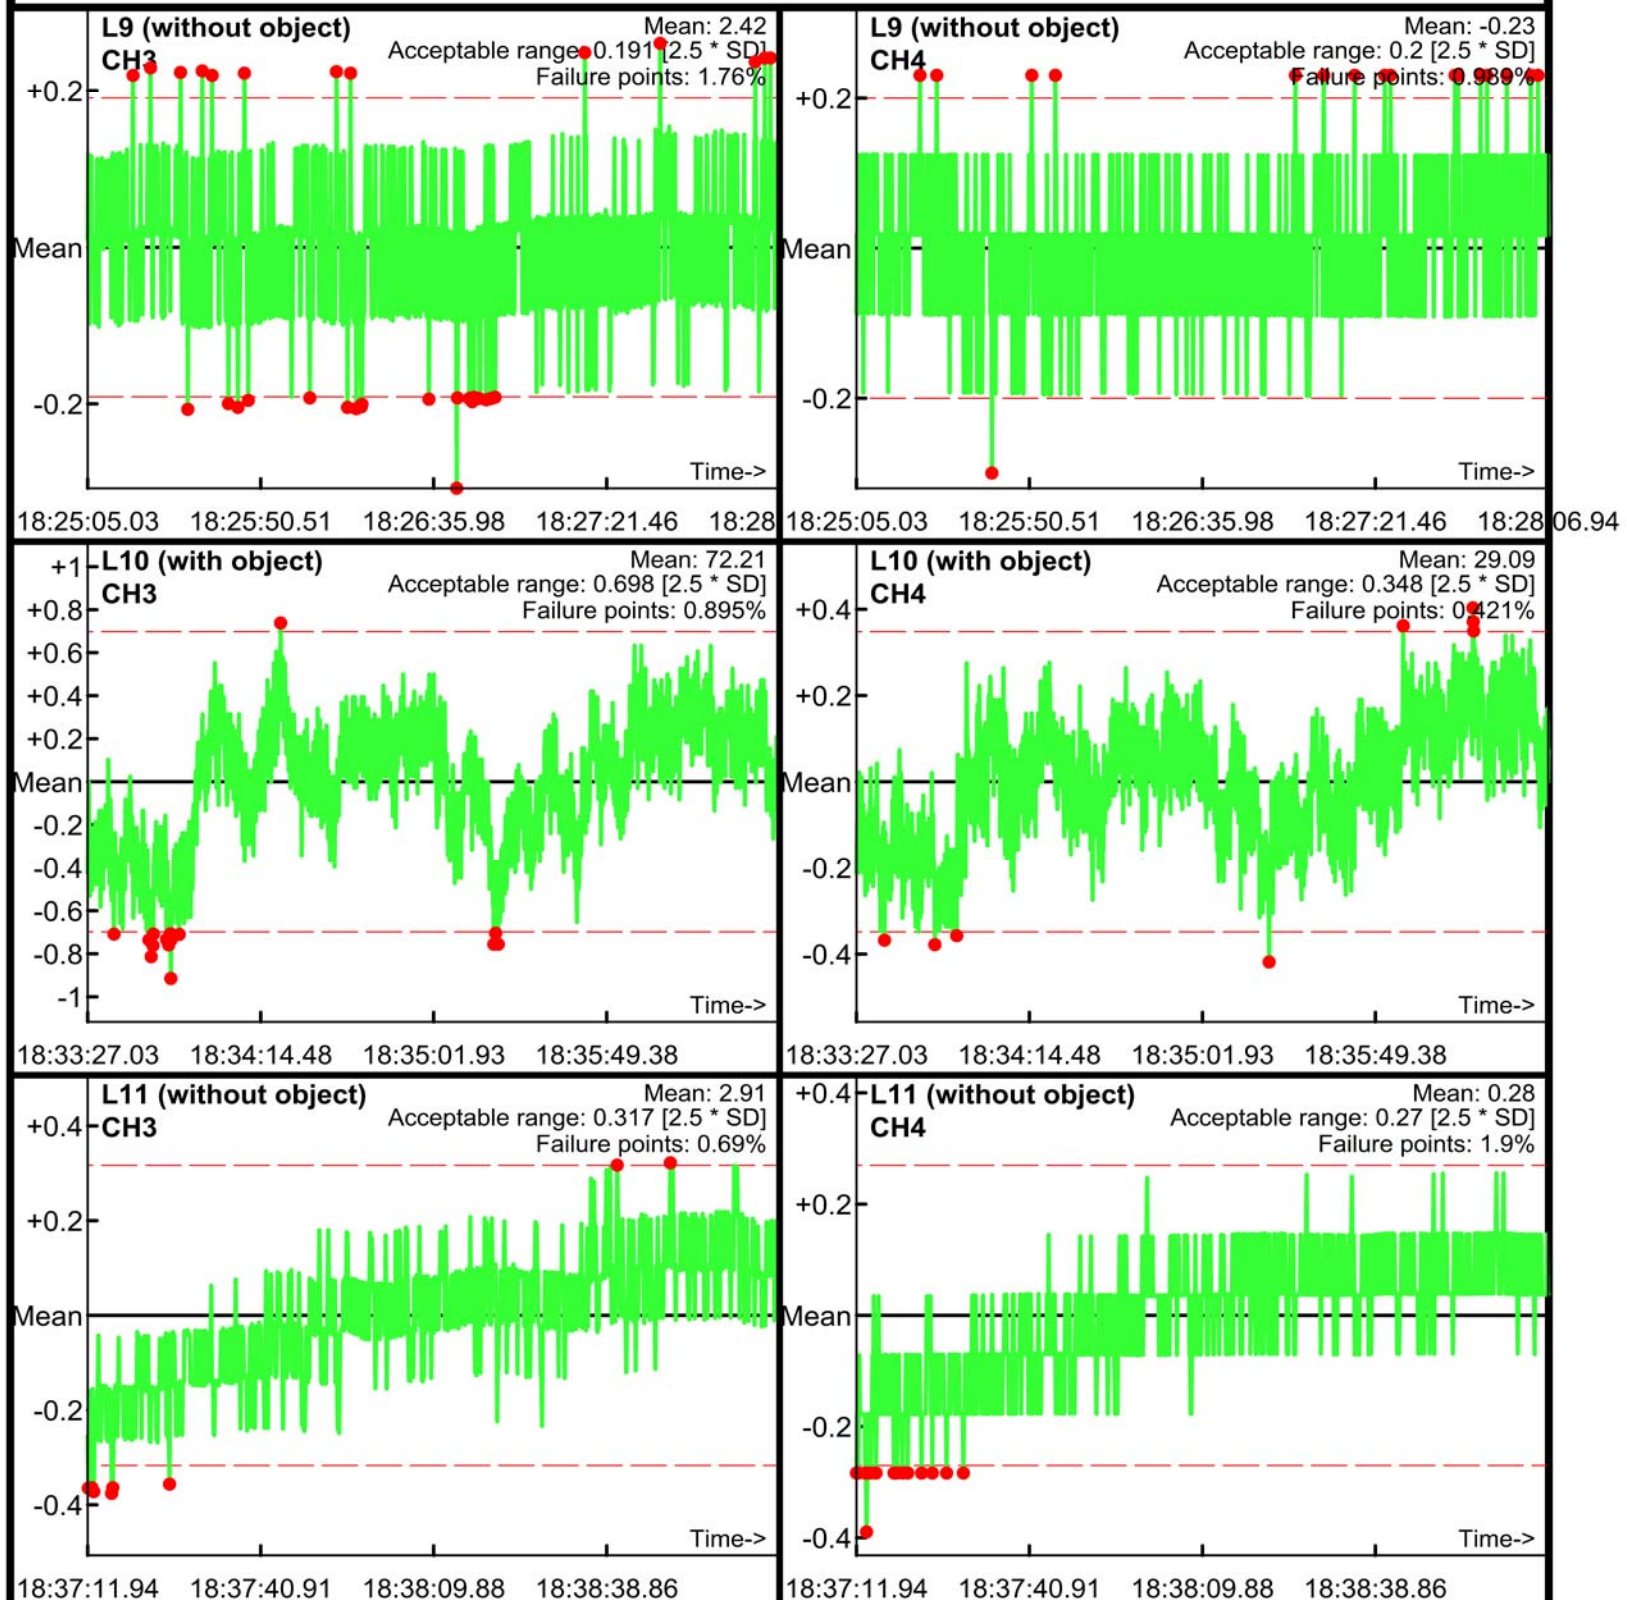 L9 (without object)
CH3
Mean: 2.42
Acceptable range: 0.191 [2.5 * SD]
Failure points: 1.76%
+0.2
Mean
-0.2
Time->
18:25:05.03 18:25:50.51 18:26:35.98 18:27:21.46 18:28
L9 (without object)
CH4
Mean: -0.23
Acceptable range: 0.2 [2.5 * SD]
Failure points: 0.989%
+0.2
Mean
-0.2
Time->
18:25:05.03 18:25:50.51 18:26:35.98 18:27:21.46 18:28:06.94
L10 (with object)
CH3
Mean: 72.21
Acceptable range: 0.698 [2.5 * SD]
Failure points: 0.895%
+1
+0.8
+0.6
+0.4
+0.2
Mean
-0.2
-0.4
-0.6
-0.8
-1
Time->
18:33:27.03 18:34:14.48 18:35:01.93 18:35:49.38
L10 (with object)
CH4
Mean: 29.09
Acceptable range: 0.348 [2.5 * SD]
Failure points: 0.421%
+0.4
+0.2
Mean
-0.2
-0.4
Time->
18:33:27.03 18:34:14.48 18:35:01.93 18:35:49.38
L11 (without object)
CH3
Mean: 2.91
Acceptable range: 0.317 [2.5 * SD]
Failure points: 0.69%
+0.4
+0.2
Mean
-0.2
-0.4
Time->
18:37:11.94 18:37:40.91 18:38:09.88 18:38:38.86
L11 (without object)
CH4
Mean: 0.28
Acceptable range: 0.27 [2.5 * SD]
Failure points: 1.9%
+0.4
+0.2
Mean
-0.2
-0.4
Time->
18:37:11.94 18:37:40.91 18:38:09.88 18:38:38.86